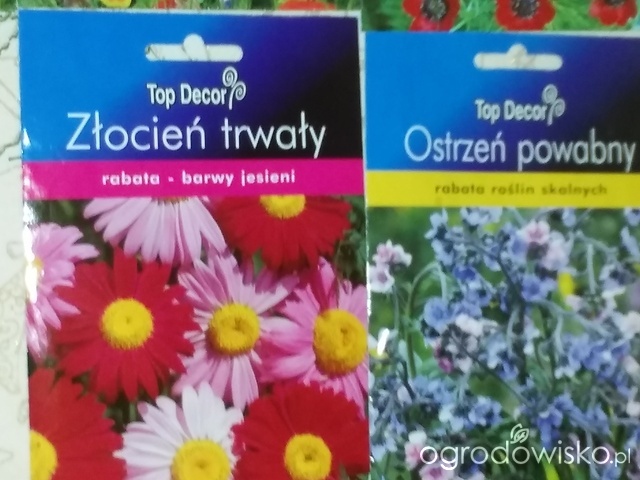 Top Decor
Złocień trwały
rabata - barwy jesieni
Top Decor
Ostrzeń powabny
rabata roślin skalnych
ogrodowisko.pl